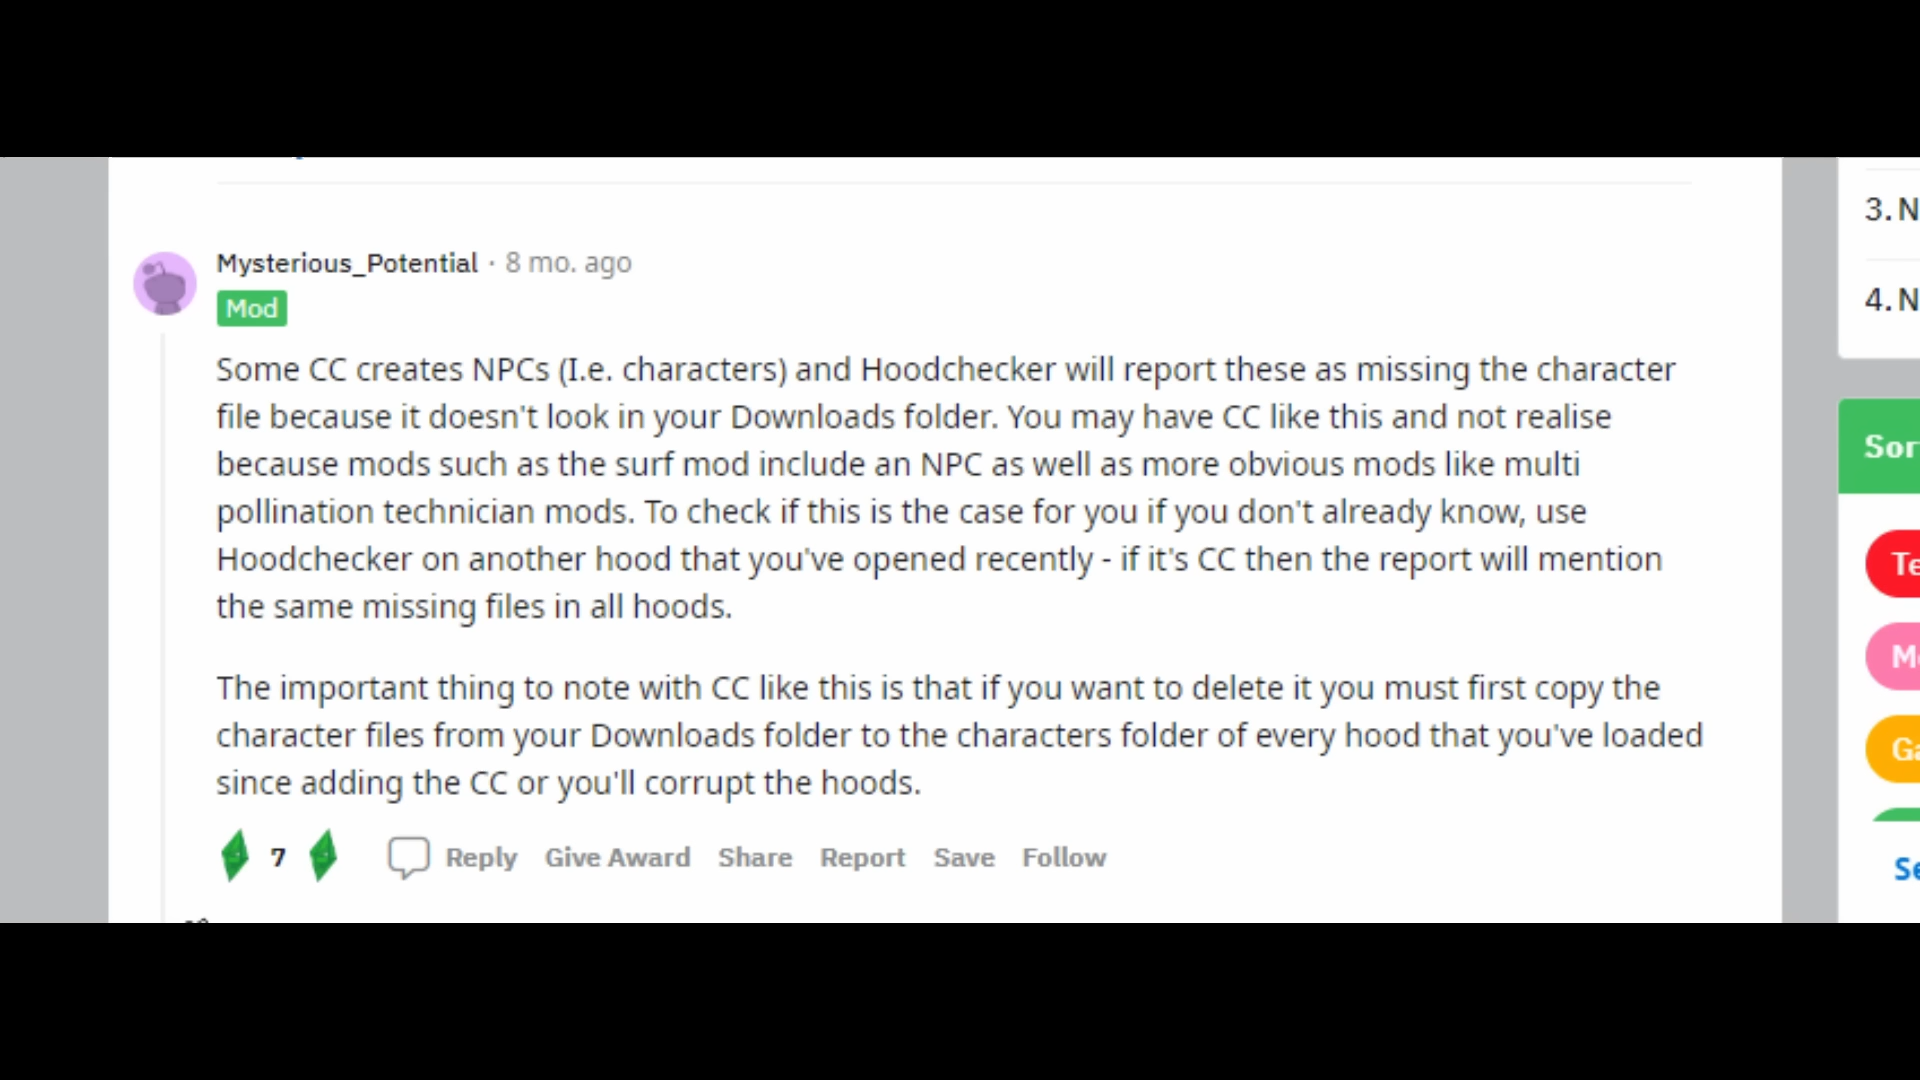 Mysterious_Potential · 8 mo. ago
Mod
Some CC creates NPCs (I.e. characters) and Hoodchecker will report these as missing the character
file because it doesn't look in your Downloads folder. You may have CC like this and not realise
because mods such as the surf mod include an NPC as well as more obvious mods like multi
pollination technician mods. To check if this is the case for you if you don't already know, use
Hoodchecker on another hood that you've opened recently - if it's CC then the report will mention
the same missing files in all hoods.
The important thing to note with CC like this is that if you want to delete it you must first copy the
character files from your Downloads folder to the characters folder of every hood that you've loaded
since adding the CC or you'll corrupt the hoods.
7 Reply Give Award Share Report Save Follow
3. N
4. N
Sor
Te
M
Ga
Se